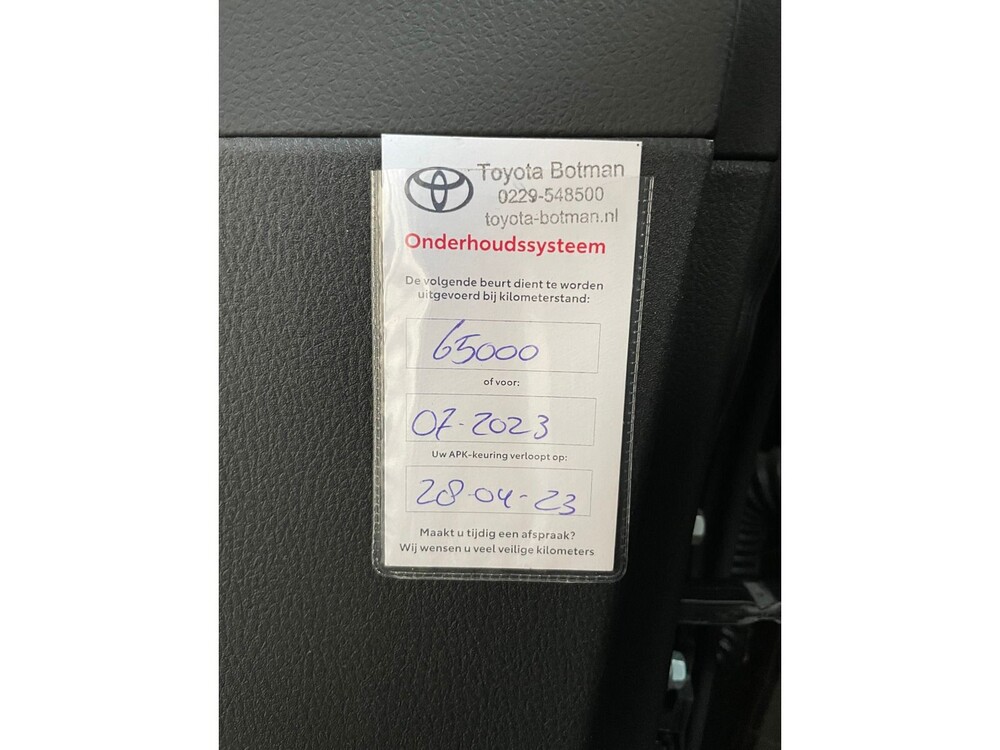 Toyota Botman
0229-548500
toyota-botman.nl
Onderhoudssysteem
De volgende beurt dient te worden
uitgevoerd bij kilometerstand:
65000
of voor:
07-2023
Uw APK-keuring verloopt op:
28-04-23
Maakt u tijdig een afspraak?
Wij wensen u veel veilige kilometers